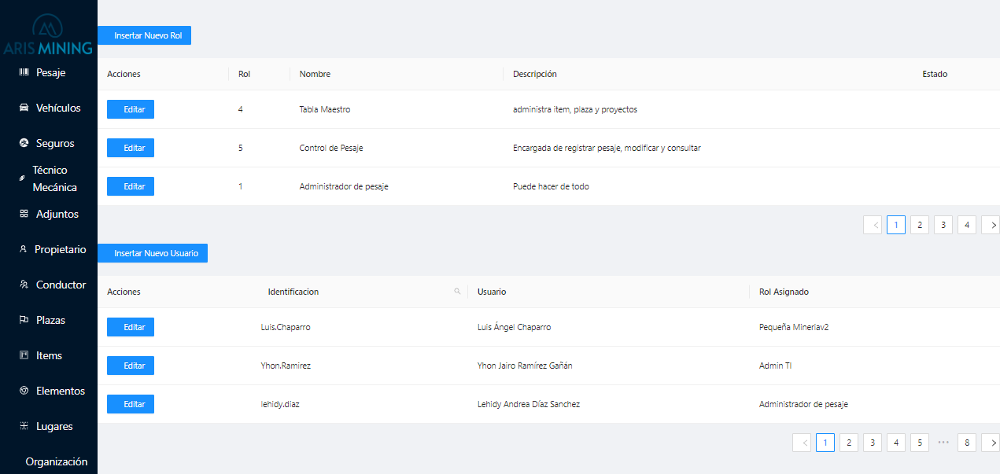 ARIS MINING
Pesaje
Vehículos
Seguros
Técnico
Mecánica
Adjuntos
Propietario
Conductor
Plazas
Items
Elementos
Lugares
Organización
Insertar Nuevo Rol
Acciones Rol Nombre Descripción Estado
Editar 4 Tabla Maestro administra item, plaza y proyectos
Editar 5 Control de Pesaje Encargada de registrar pesaje, modificar y consultar
Editar 1 Administrador de pesaje Puede hacer de todo
< 1 2 3 4 >
Insertar Nuevo Usuario
Acciones Identificacion Usuario Rol Asignado
Editar Luis.Chaparro Luis Ángel Chaparro Pequeña Mineriav2
Editar Yhon.Ramirez Yhon Jairo Ramírez Gañán Admin TI
Editar lehidy.diaz Lehidy Andrea Díaz Sanchez Administrador de pesaje
< 1 2 3 4 5 ••• 8 >